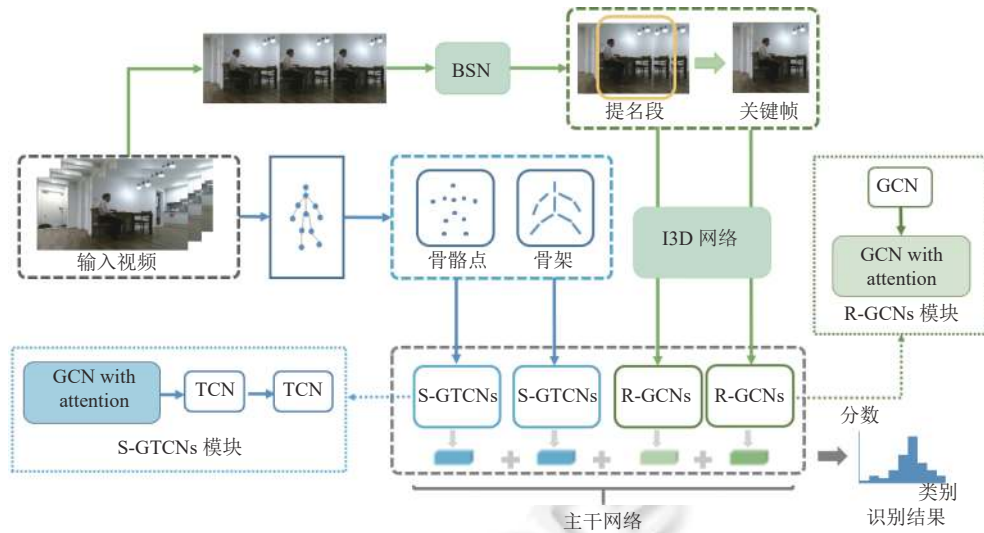 BSN
提名段
关键帧
输入视频
骨骼点
骨架
I3D 网络
GCN
GCN with
attention
R-GCNs 模块
GCN with
attention
TCN
TCN
S-GTCNs 模块
S-GTCNs
S-GTCNs
R-GCNs
R-GCNs
分数
类别
识别结果
主干网络